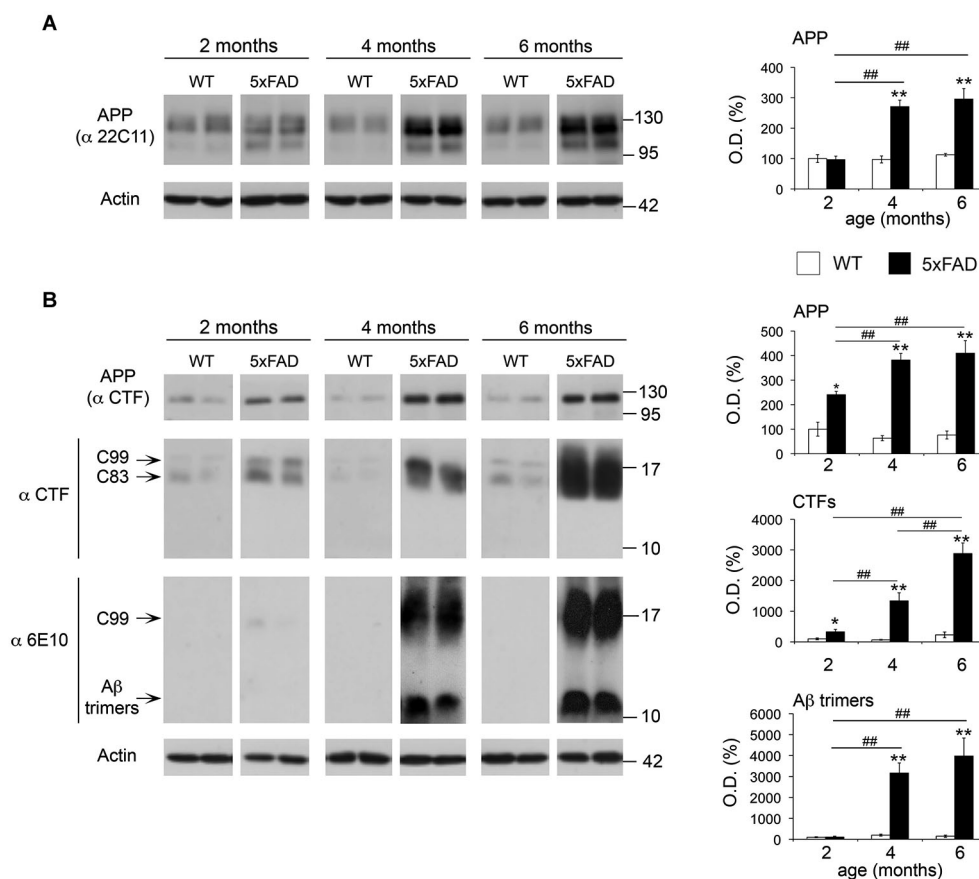 A
2 months 4 months 6 months
WT 5xFAD WT 5xFAD WT 5xFAD
APP
(α 22C11)
130
95
Actin
42
APP
##
##
** **
O.D. (%)
400
300
200
100
0
2 4 6
age (months)
WT 5xFAD
B
2 months 4 months 6 months
WT 5xFAD WT 5xFAD WT 5xFAD
APP
(α CTF)
130
95
α CTF
C99
C83
17
10
α 6E10
C99
17
Aβ
trimers
10
Actin
42
APP
##
##
* ** **
O.D. (%)
500
400
300
200
100
0
2 4 6
CTFs
##
##
##
* ** **
O.D. (%)
4000
3000
2000
1000
0
2 4 6
Aβ trimers
##
##
** **
O.D. (%)
6000
5000
4000
3000
2000
1000
0
2 4 6
age (months)